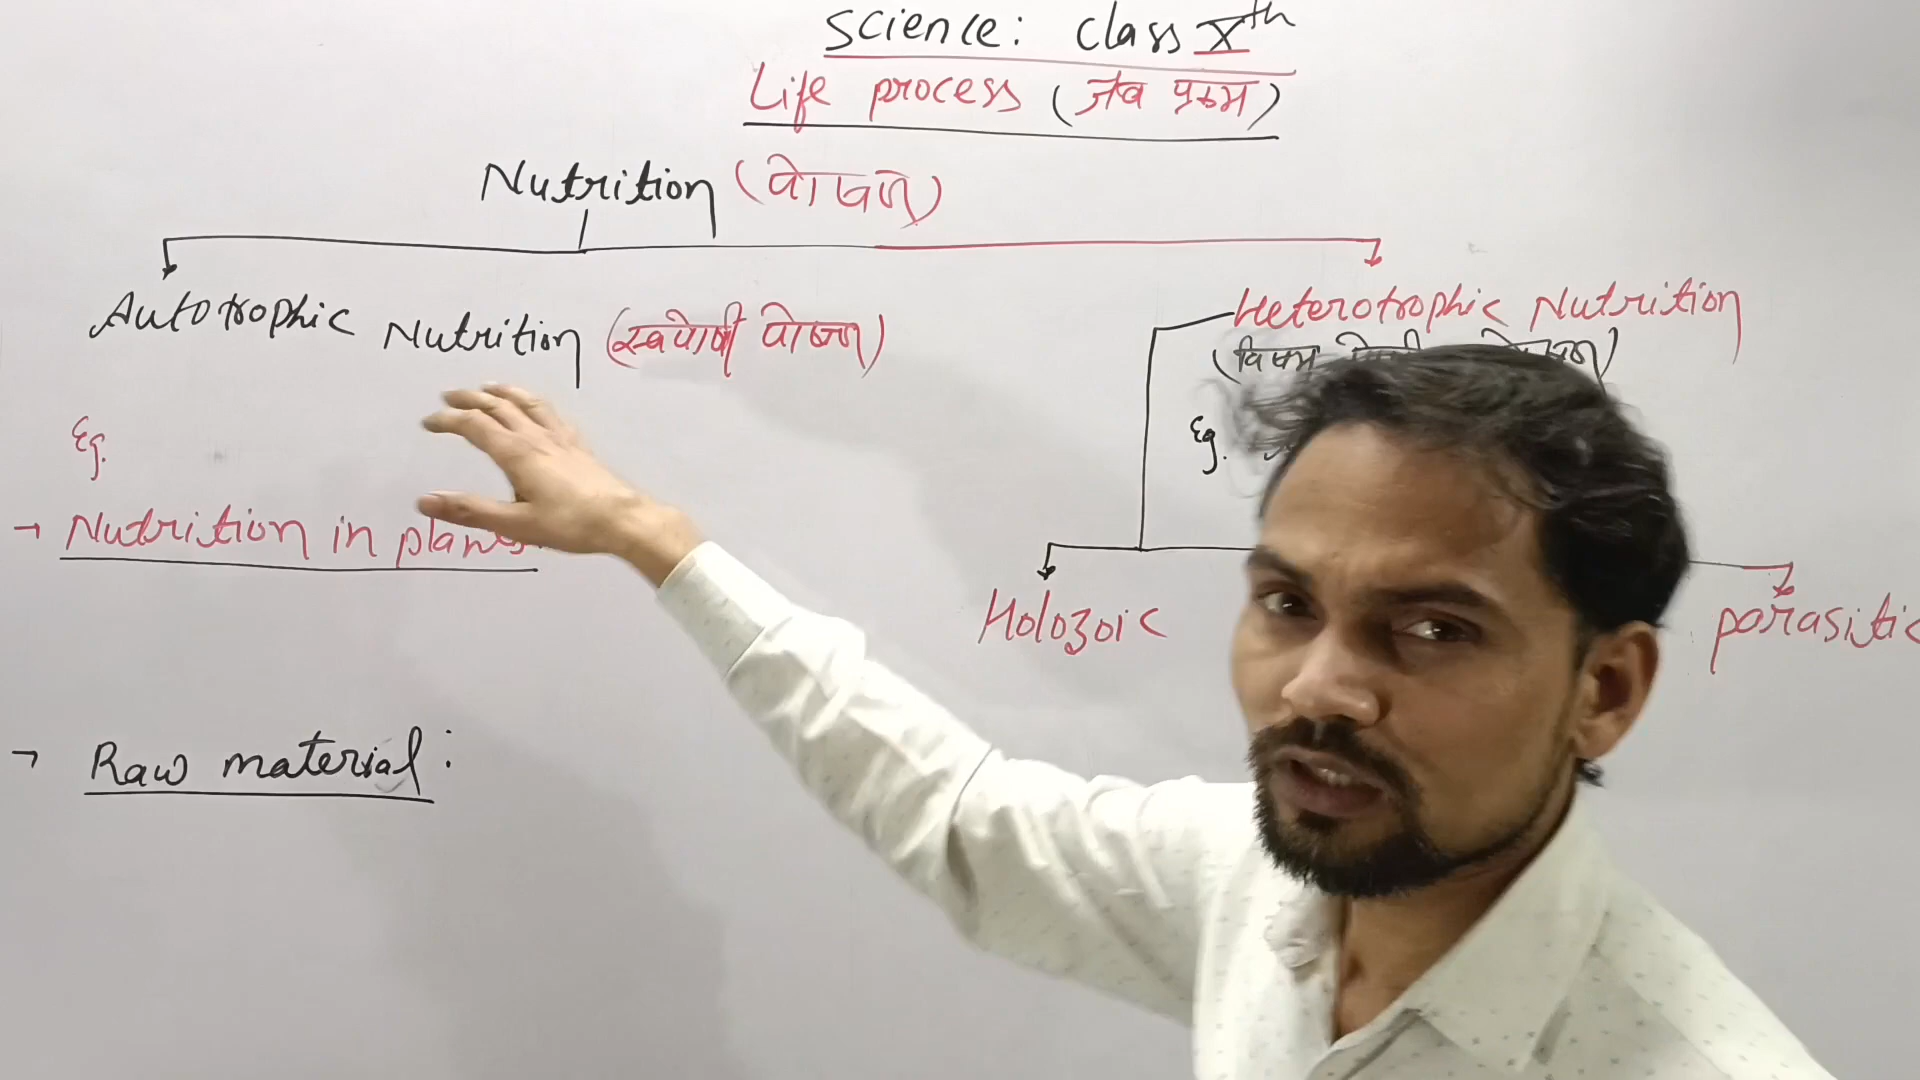 Science: Class Xth
Life process (जैव प्रक्रम)
Nutrition (पोषण)
Autotrophic Nutrition (स्वपोषी पोषण)
Heterotrophic Nutrition
(विषम
Eg.
Eg.
→ Nutrition in plants
Holozoic
parasitic
→ Raw material: